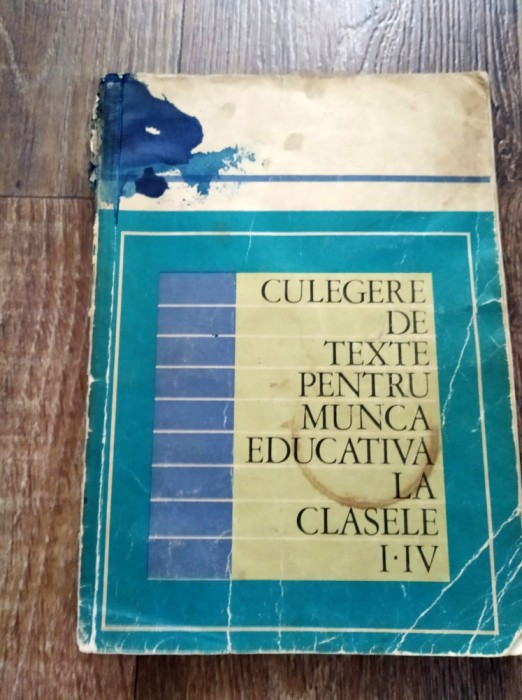 CULEGERE
DE
TEXTE
PENTRU
MUNCA
EDUCATIVA
LA
CLASELE
I·IV